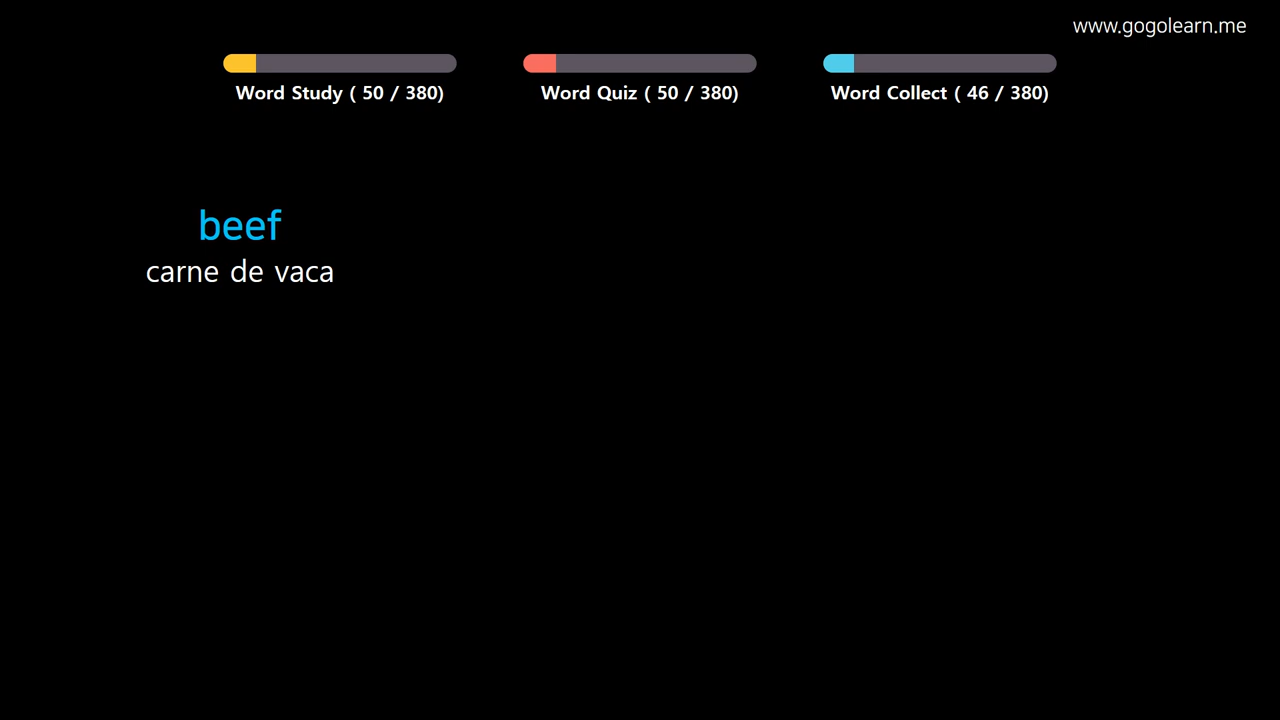 www.gogolearn.me
Word Study ( 50 / 380)
Word Quiz ( 50 / 380)
Word Collect ( 46 / 380)
beef
carne de vaca